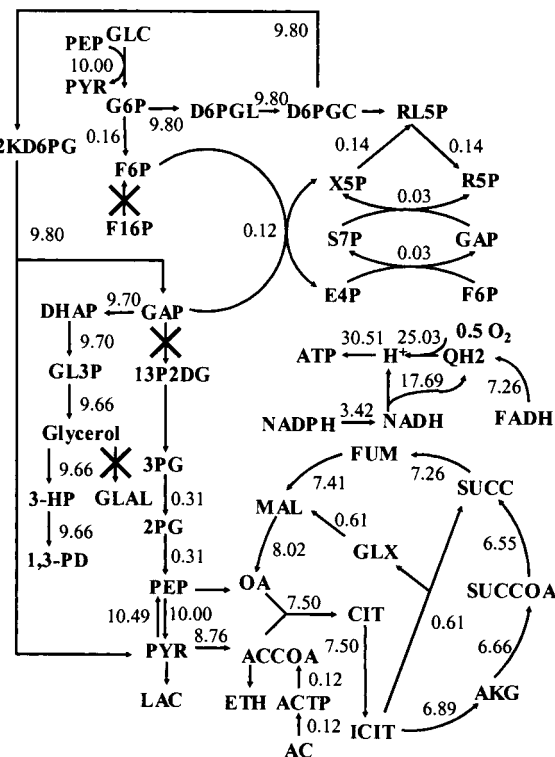 9.80
PEP GLC
10.00
PYR
G6P D6PGL 9.80 D6PGC RL5P
9.80
2KD6PG
0.16
F6P
0.14 0.14
X5P R5P
F16P
0.12
0.03
S7P GAP
0.03
E4P F6P
9.80
DHAP 9.70 GAP
9.70
GL3P
13P2DG
9.66
Glycerol
9.66
3-HP
GLAL
9.66
1,3-PD
3PG
0.31
2PG
0.31
PEP
10.49 10.00
PYR 8.76
LAC
ATP 30.51 H+ 25.03 0.5 O2
QH2
17.69 7.26
NADPH 3.42 NADH FADH
FUM
7.41 7.26
MAL SUCC
0.61
GLX
8.02
6.55
OA
7.50 CIT
SUCCOA
0.61
7.50
6.66
ACCOA
0.12
ETH ACTP
AKG
0.12
AC
ICIT 6.89